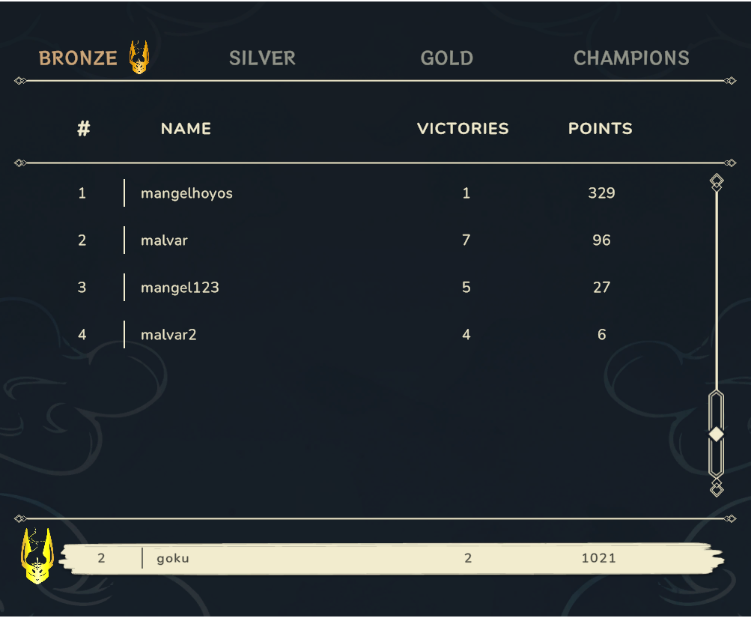 BRONZE SILVER GOLD CHAMPIONS
# NAME VICTORIES POINTS
1 mangelhoyos 1 329
2 malvar 7 96
3 mangel123 5 27
4 malvar2 4 6
2 goku 2 1021